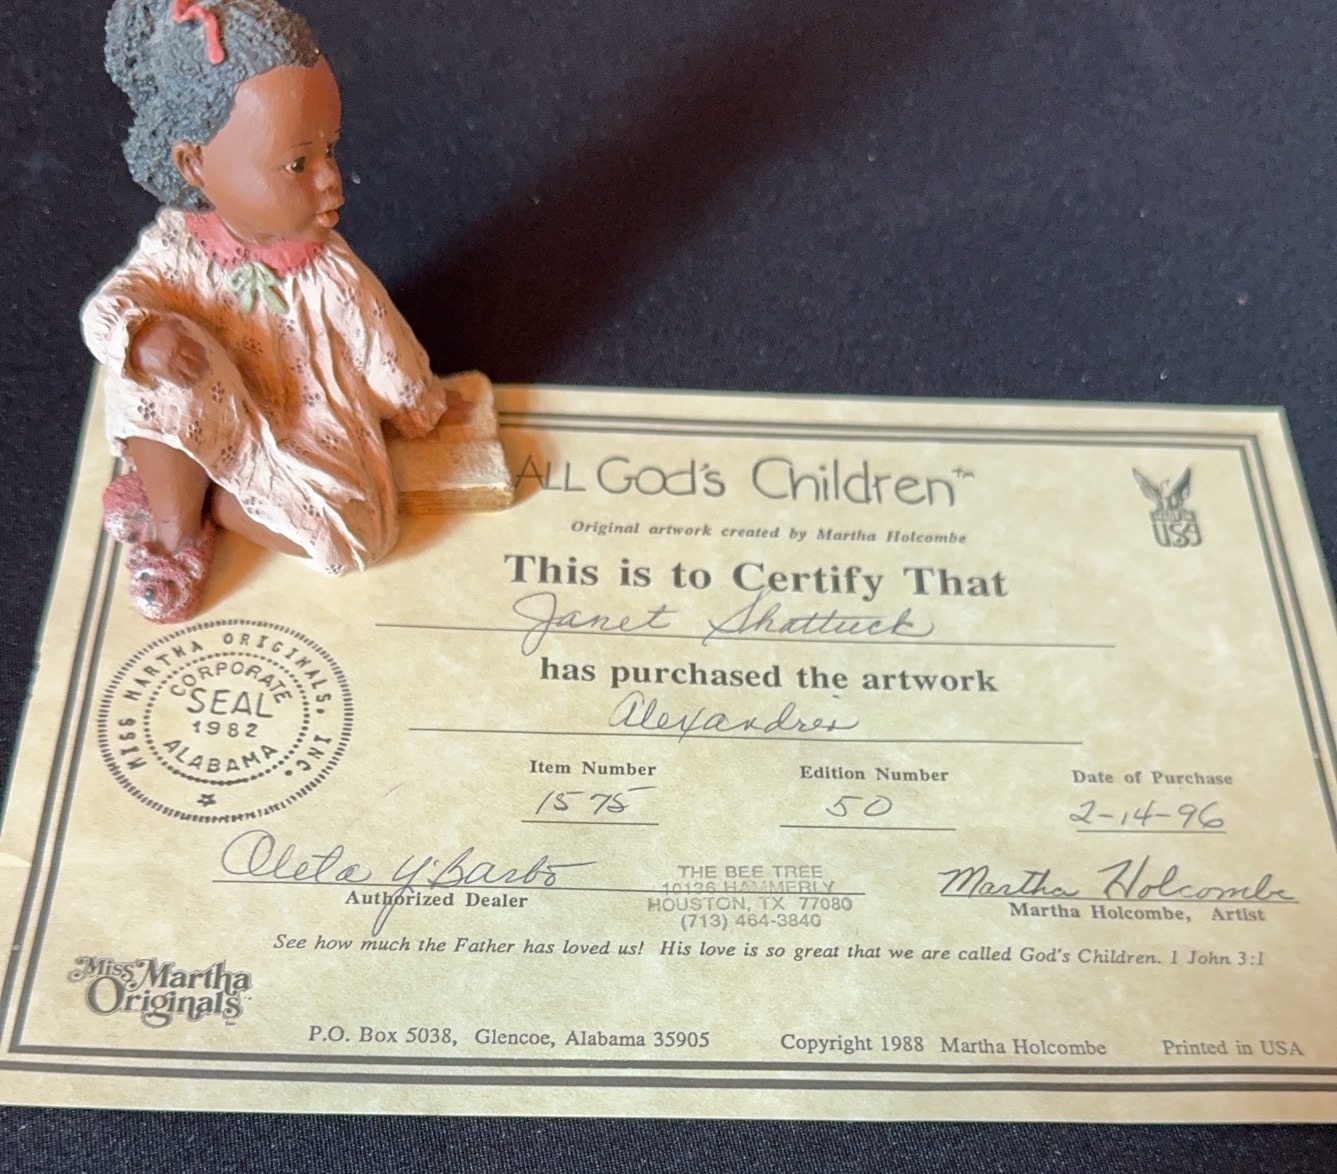 ALL God's Children™
Original artwork created by Martha Holcombe
USA
This is to Certify That
Janet Shattuck
has purchased the artwork
Alexandrea
Item Number
1575
Edition Number
50
Date of Purchase
2-14-96
MISS MARTHA ORIGINALS, INC.
CORPORATE
SEAL
1982
ALABAMA
Authorized Dealer
THE BEE TREE
10136 HAMMERLY
HOUSTON, TX 77080
(713) 464-3840
Martha Holcombe
Martha Holcombe, Artist
See how much the Father has loved us! His love is so great that we are called God's Children. 1 John 3:1
Miss Martha
Originals
P.O. Box 5038, Glencoe, Alabama 35905
Copyright 1988 Martha Holcombe
Printed in USA